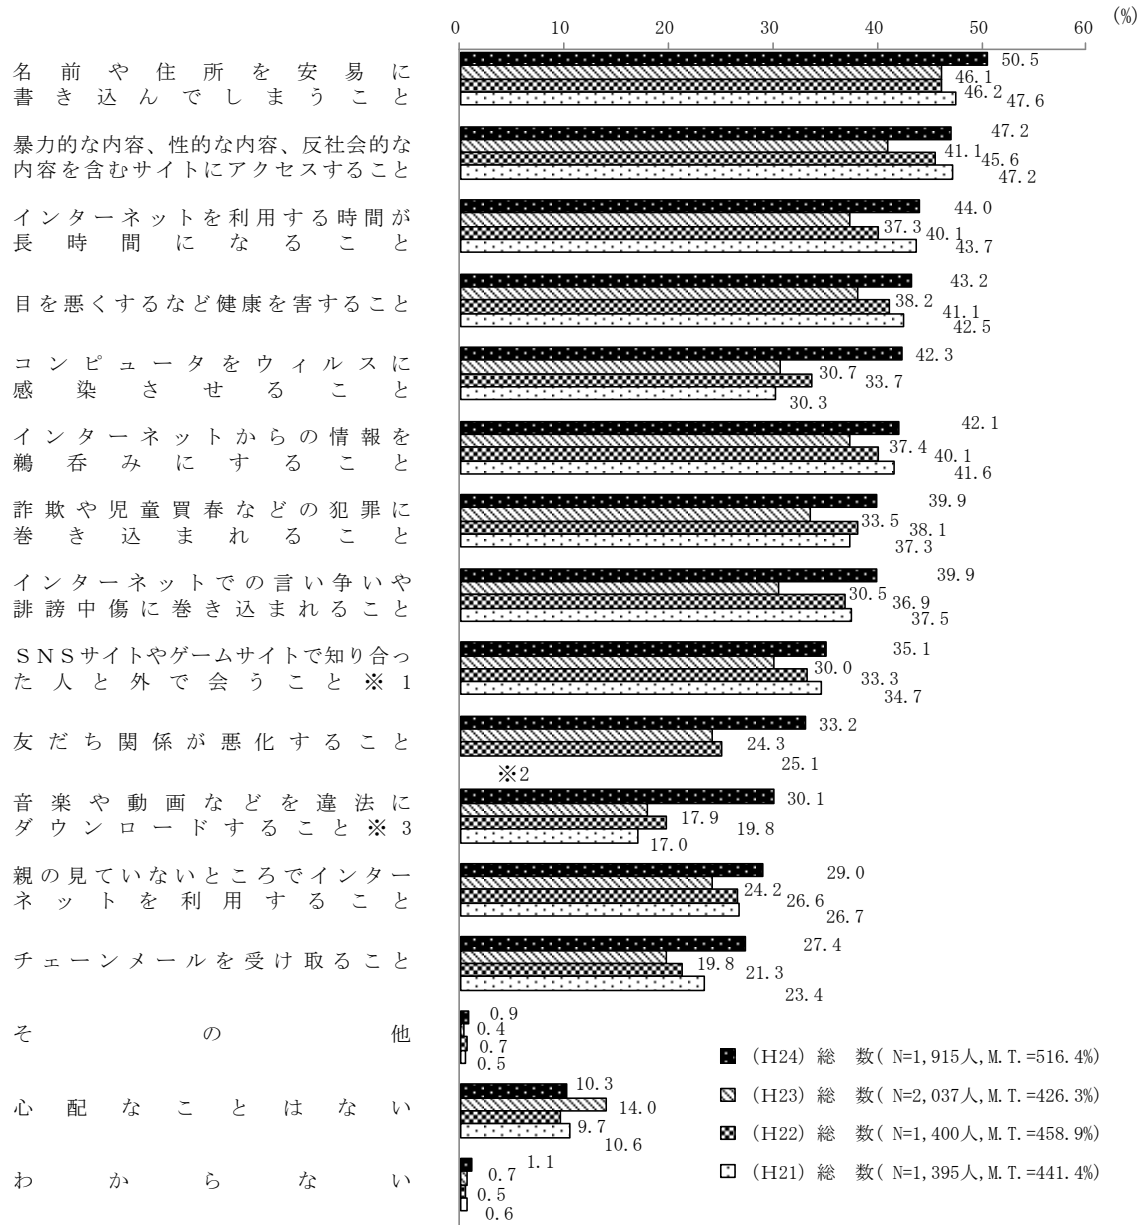 (%)
0 10 20 30 40 50 60
名前や住所を安易に
書き込んでしまうこと
50.5
46.1
46.2
47.6
暴力的な内容、性的な内容、反社会的な
内容を含むサイトにアクセスすること
47.2
41.1
45.6
47.2
インターネットを利用する時間が
長時間になること
44.0
37.3
40.1
43.7
目を悪くするなど健康を害すること
43.2
38.2
41.1
42.5
コンピュータをウィルスに
感染させること
42.3
30.7
33.7
30.3
インターネットからの情報を
鵜呑みにすること
42.1
37.4
40.1
41.6
詐欺や児童買春などの犯罪に
巻き込まれること
39.9
33.5
38.1
37.3
インターネットでの言い争いや
誹謗中傷に巻き込まれること
39.9
30.5
36.9
37.5
SNSサイトやゲームサイトで知り合っ
た人と外で会うこと※1
35.1
30.0
33.3
34.7
友だち関係が悪化すること
33.2
24.3
25.1
※2
音楽や動画などを違法に
ダウンロードすること※3
30.1
17.9
19.8
17.0
親の見ていないところでインター
ネットを利用すること
29.0
24.2
26.6
26.7
チェーンメールを受け取ること
27.4
19.8
21.3
23.4
その他
0.9
0.4
0.7
0.5
心配なことはない
10.3
14.0
9.7
10.6
わからない
1.1
0.7
0.5
0.6
(H24) 総 数( N=1,915人,M.T.=516.4%)
(H23) 総 数( N=2,037人,M.T.=426.3%)
(H22) 総 数( N=1,400人,M.T.=458.9%)
(H21) 総 数( N=1,395人,M.T.=441.4%)